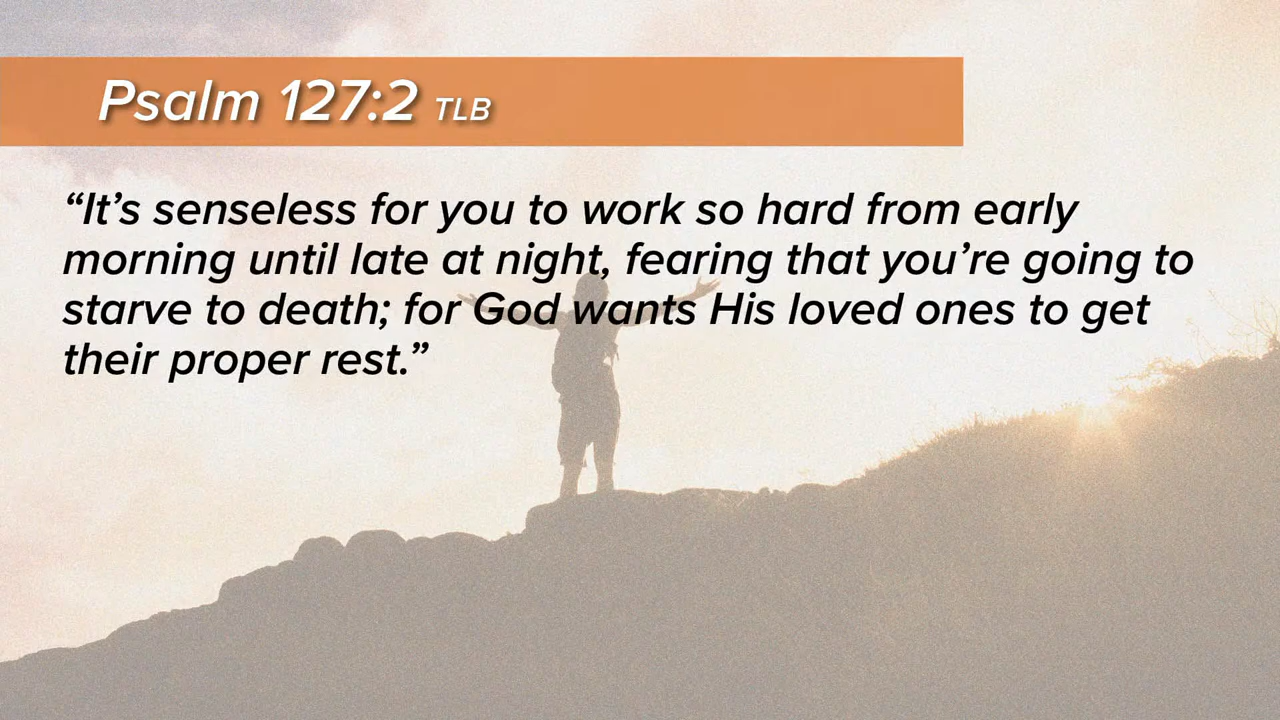 Psalm 127:2 TLB
“It’s senseless for you to work so hard from early
morning until late at night, fearing that you’re going to
starve to death; for God wants His loved ones to get
their proper rest.”